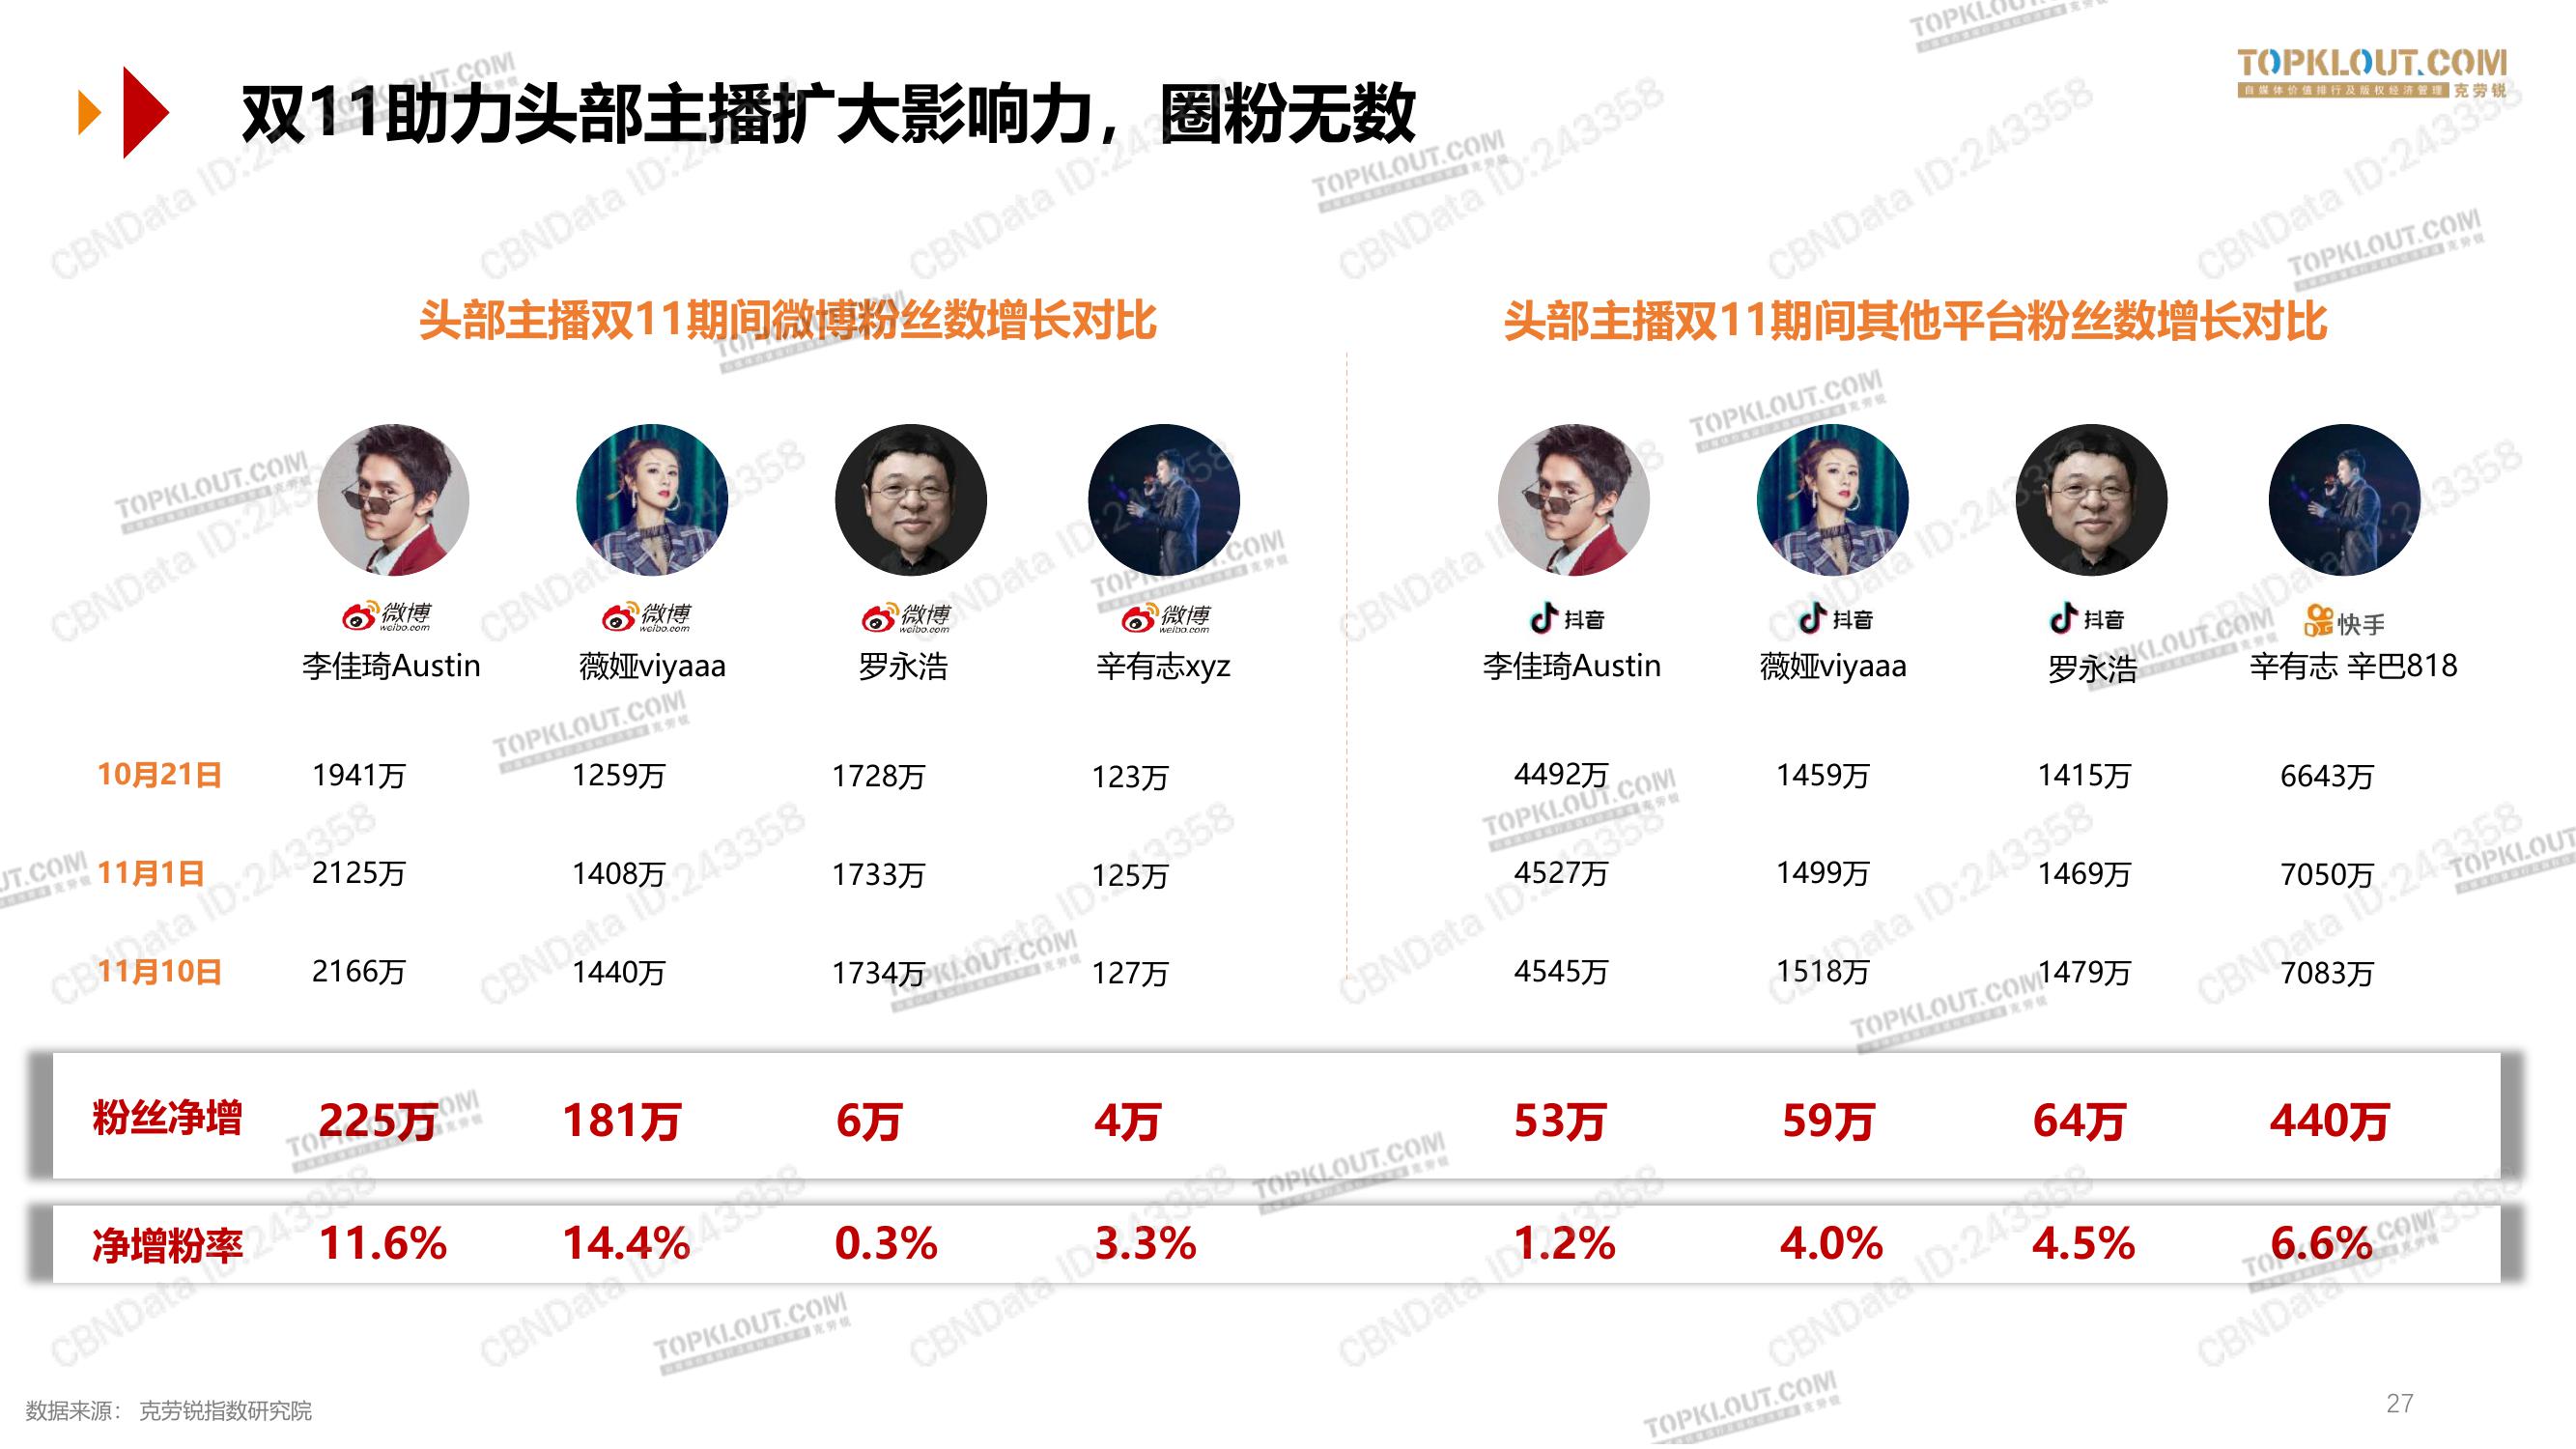 双11助力头部主播扩大影响力，圈粉无数
TOPKLOUT.COM
自媒体价值排行及版权经济管理 克劳锐
头部主播双11期间微博粉丝数增长对比
头部主播双11期间其他平台粉丝数增长对比
微博 微博 微博 微博 抖音 抖音 抖音 快手
weibo.com weibo.com weibo.com weibo.com
李佳琦Austin 薇娅viyaaa 罗永浩 辛有志xyz 李佳琦Austin 薇娅viyaaa 罗永浩 辛有志 辛巴818
10月21日 1941万 1259万 1728万 123万 4492万 1459万 1415万 6643万
11月1日 2125万 1408万 1733万 125万 4527万 1499万 1469万 7050万
11月10日 2166万 1440万 1734万 127万 4545万 1518万 1479万 7083万
粉丝净增 225万 181万 6万 4万 53万 59万 64万 440万
净增粉率 11.6% 14.4% 0.3% 3.3% 1.2% 4.0% 4.5% 6.6%
数据来源： 克劳锐指数研究院
27
CBNData ID:243358